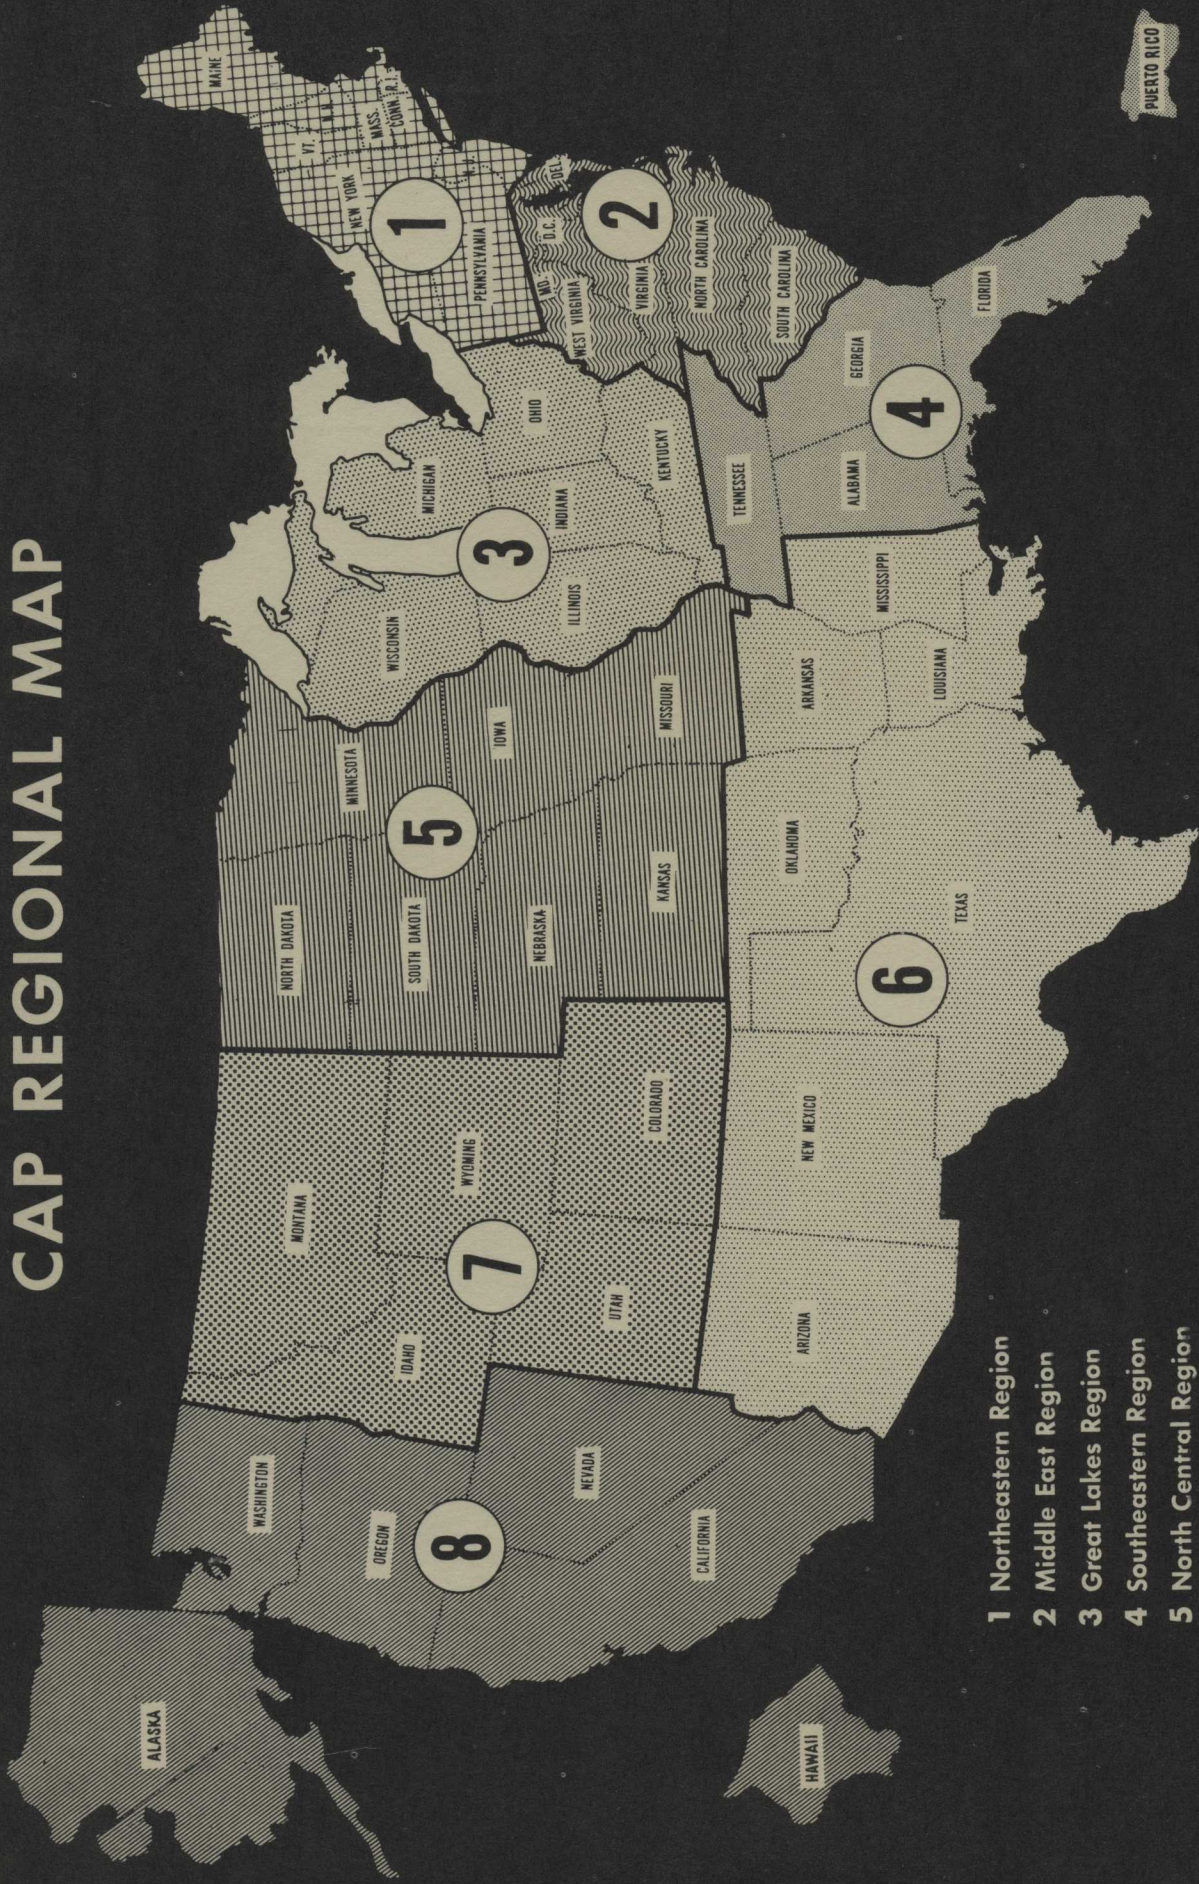 CAP REGIONAL MAP
MAINE
VT.
N.H.
NEW YORK
MASS.
CONN.
R.I.
1
N.J.
PENNSYLVANIA
MD.
D.C.
DEL.
WEST VIRGINIA
VIRGINIA
2
NORTH CAROLINA
SOUTH CAROLINA
WISCONSIN
MICHIGAN
3
OHIO
INDIANA
ILLINOIS
KENTUCKY
TENNESSEE
GEORGIA
ALABAMA
4
FLORIDA
PUERTO RICO
NORTH DAKOTA
MINNESOTA
SOUTH DAKOTA
5
IOWA
NEBRASKA
KANSAS
MISSOURI
OKLAHOMA
ARKANSAS
MISSISSIPPI
LOUISIANA
6
TEXAS
NEW MEXICO
ARIZONA
MONTANA
WYOMING
IDAHO
7
COLORADO
UTAH
WASHINGTON
OREGON
8
NEVADA
CALIFORNIA
ALASKA
HAWAII
1 Northeastern Region
2 Middle East Region
3 Great Lakes Region
4 Southeastern Region
5 North Central Region